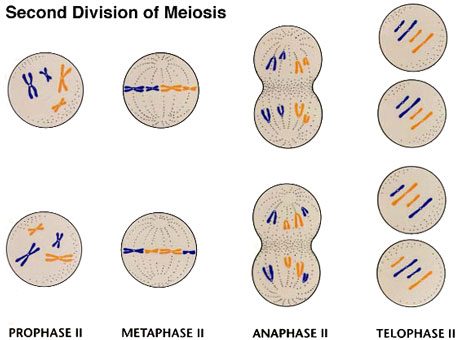 Second Division of Meiosis
PROPHASE II
METAPHASE II
ANAPHASE II
TELOPHASE II